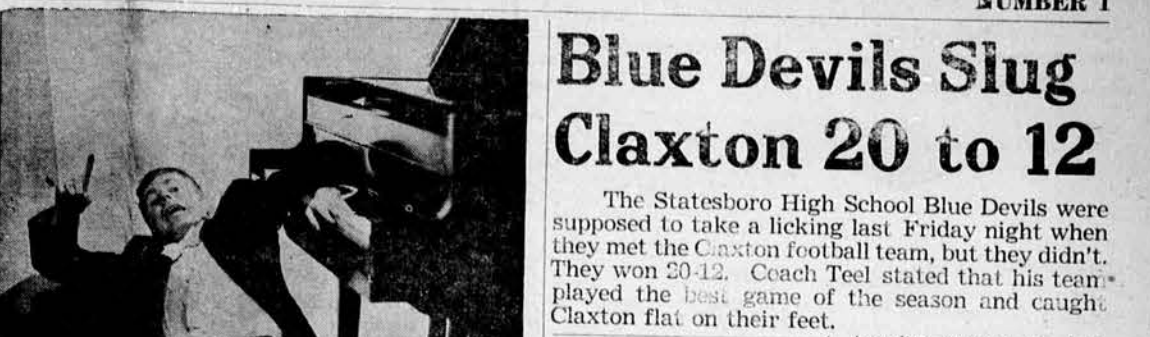 NUMBER 1
Blue Devils Slug
Claxton 20 to 12
The Statesboro High School Blue Devils were
supposed to take a licking last Friday night when
they met the Claxton football team, but they didn't.
They won 20-12. Coach Teel stated that his team
played the best game of the season and caught
Claxton flat on their feet.